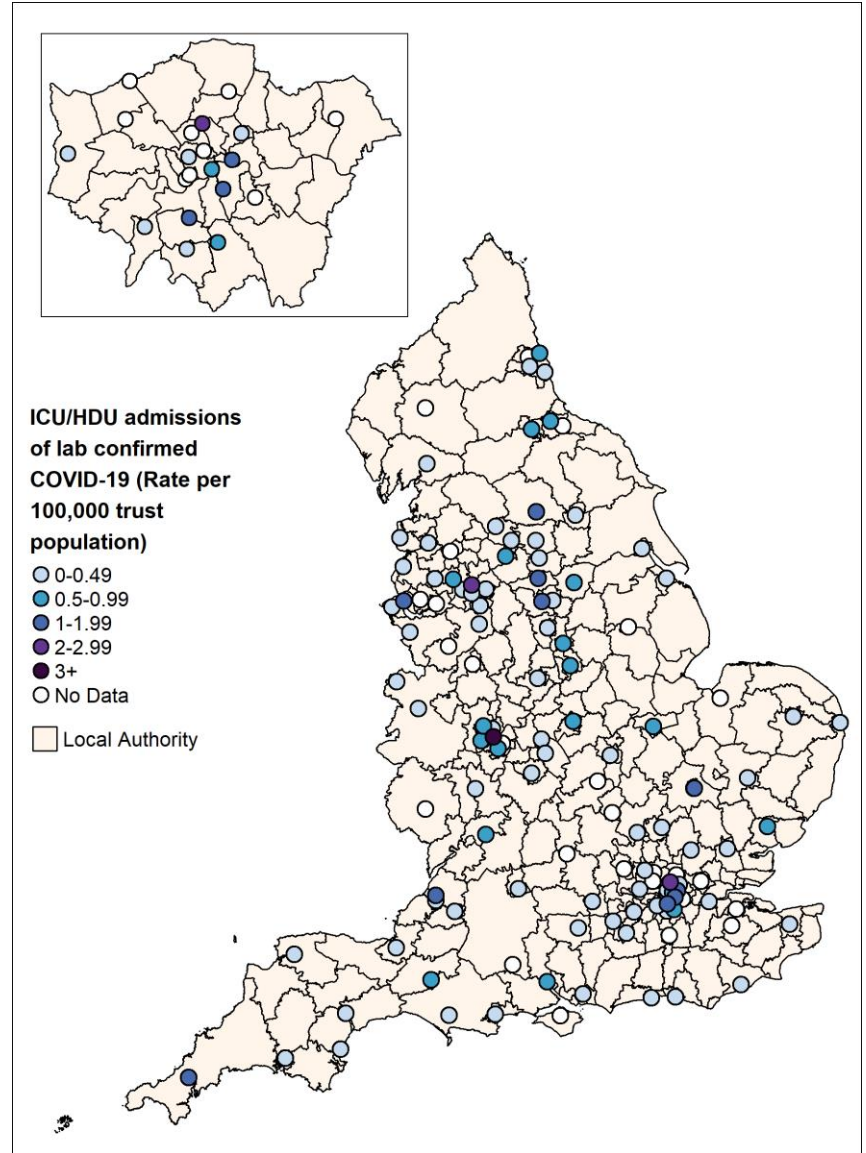 ICU/HDU admissions
of lab confirmed
COVID-19 (Rate per
100,000 trust
population)
0-0.49
0.5-0.99
1-1.99
2-2.99
3+
No Data
Local Authority